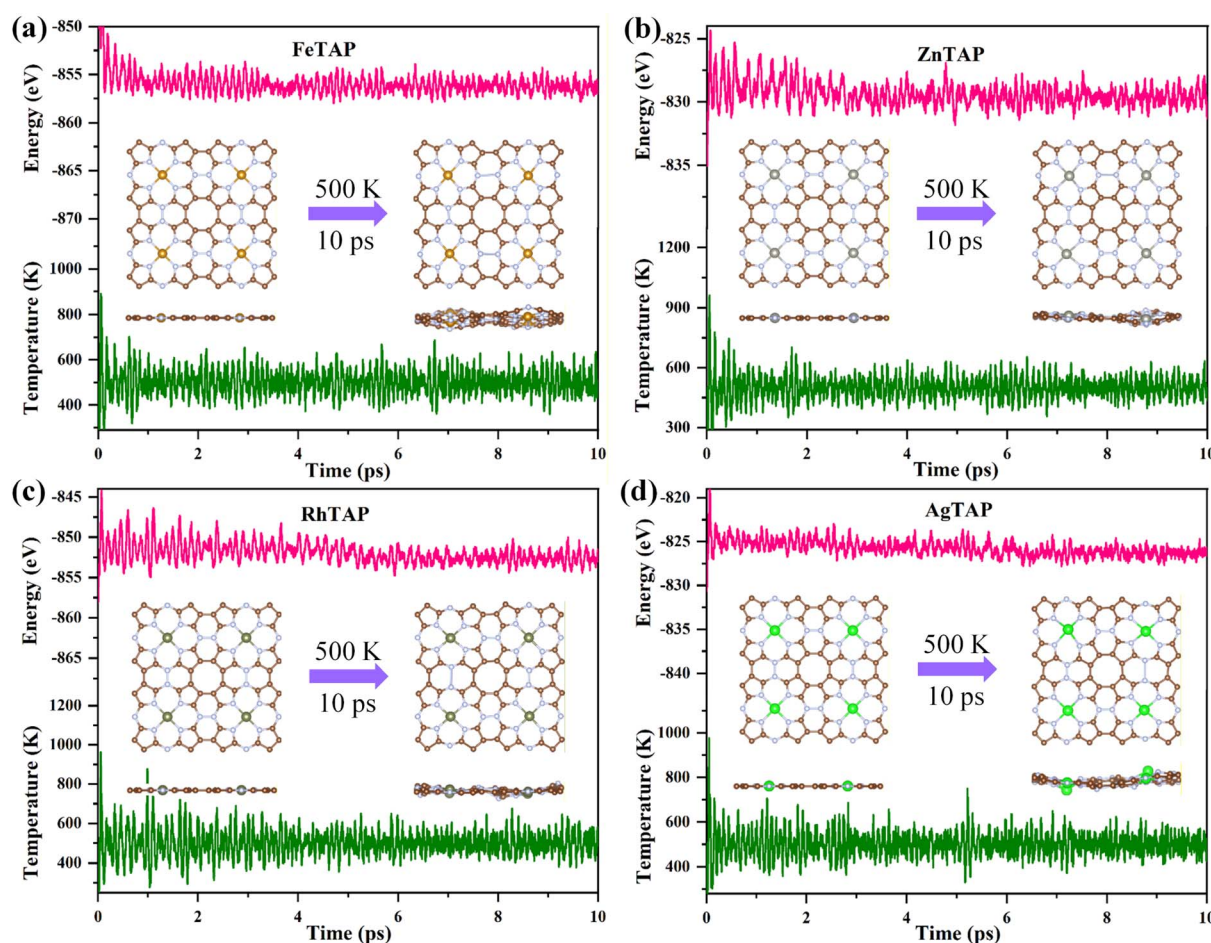 (a)
FeTAP
-850
-855
-860
-865
-870
Energy (eV)
500 K
10 ps
1000
800
600
400
Temperature (K)
0 2 4 6 8 10
Time (ps)
(b)
ZnTAP
-825
-830
-835
Energy (eV)
500 K
10 ps
1200
900
600
300
Temperature (K)
0 2 4 6 8 10
Time (ps)
(c)
RhTAP
-844
-850
-855
-860
-865
Energy (eV)
500 K
10 ps
1200
1000
800
600
400
Temperature (K)
0 2 4 6 8 10
Time (ps)
(d)
AgTAP
-820
-825
-830
-835
-840
Energy (eV)
500 K
10 ps
1000
800
600
400
Temperature (K)
0 2 4 6 8 10
Time (ps)